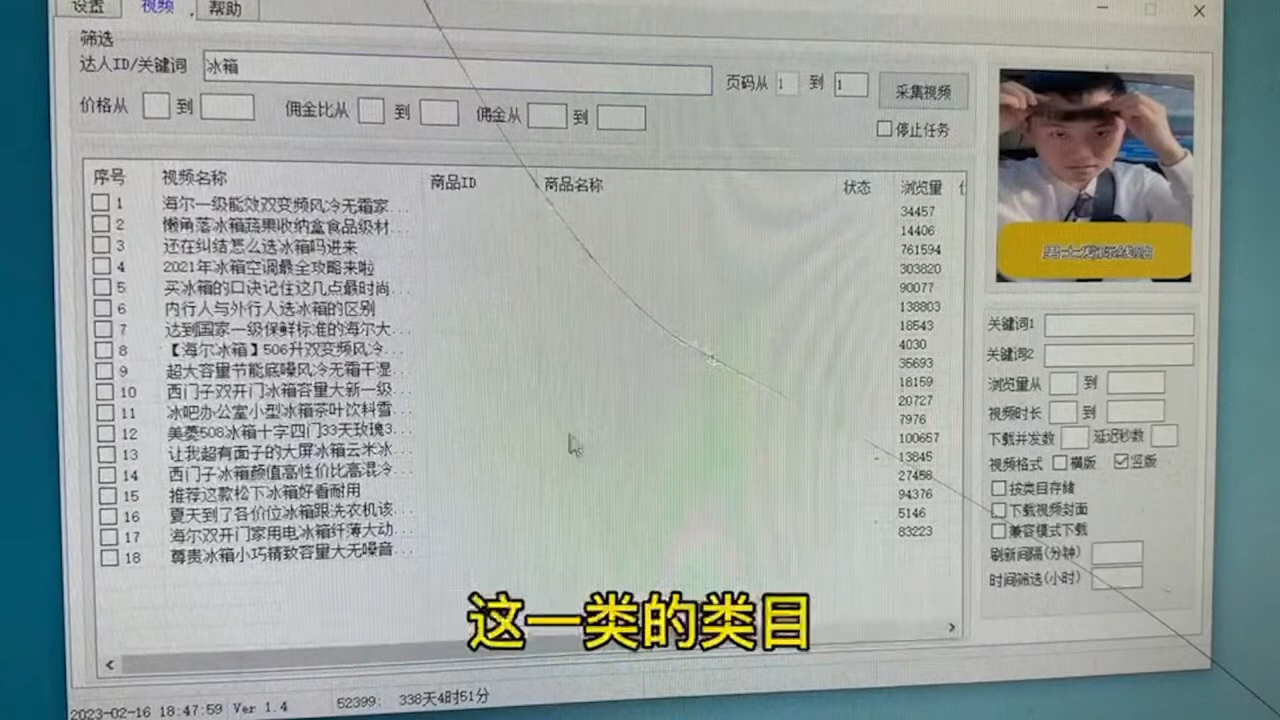 设置 视频 帮助
筛选
达人ID/关键词 冰箱 页码从 1 到 1 采集视频
价格从 到 佣金比从 到 佣金从 到 停止任务
序号 视频名称 商品ID 商品名称 状态 浏览量
1 海尔一级能效双变频风冷无霜家... 34457
2 懒角落冰箱蔬果收纳盒食品级材... 14406
3 还在纠结怎么选冰箱吗进来 761594
4 2021年冰箱空调最全攻略来啦 303820
5 买冰箱的口诀记住这几点最时尚... 90077
6 内行人与外行人选冰箱的区别 138803
7 达到国家一级保鲜标准的海尔大... 18543
8 【海尔冰箱】506升双变频风冷... 4030
9 超大容量节能底噪风冷无霜干湿... 35693
10 西门子双开门冰箱容量大新一级... 18159
11 冰吧办公室小型冰箱茶叶饮料雪... 20727
12 美菱508冰箱十字四门33天玫瑰3... 7976
13 让我超有面子的大屏冰箱云米冰... 100657
14 西门子冰箱颜值高性价比高混冷... 13845
15 推荐这款松下冰箱好看耐用 27458
16 夏天到了各价位冰箱跟洗衣机该... 94376
17 海尔双开门家用电冰箱纤薄大动... 5146
18 尊贵冰箱小巧精致容量大无噪音... 83223
关键词1
关键词2
浏览量从 到
视频时长 到
下载并发数 延迟秒数
视频格式 横版 竖版
按类目存储
下载视频封面
兼容模式下载
刷新间隔(分钟)
时间筛选(小时)
这一类的类目
2023-02-16 18:47:59 Ver 1.4 52399: 338天4时51分